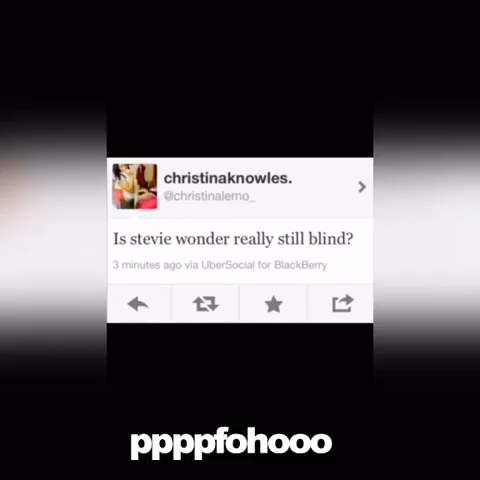 christinaknowles.
@christinalemo_
Is stevie wonder really still blind?
3 minutes ago via UberSocial for BlackBerry
ppppfohooo